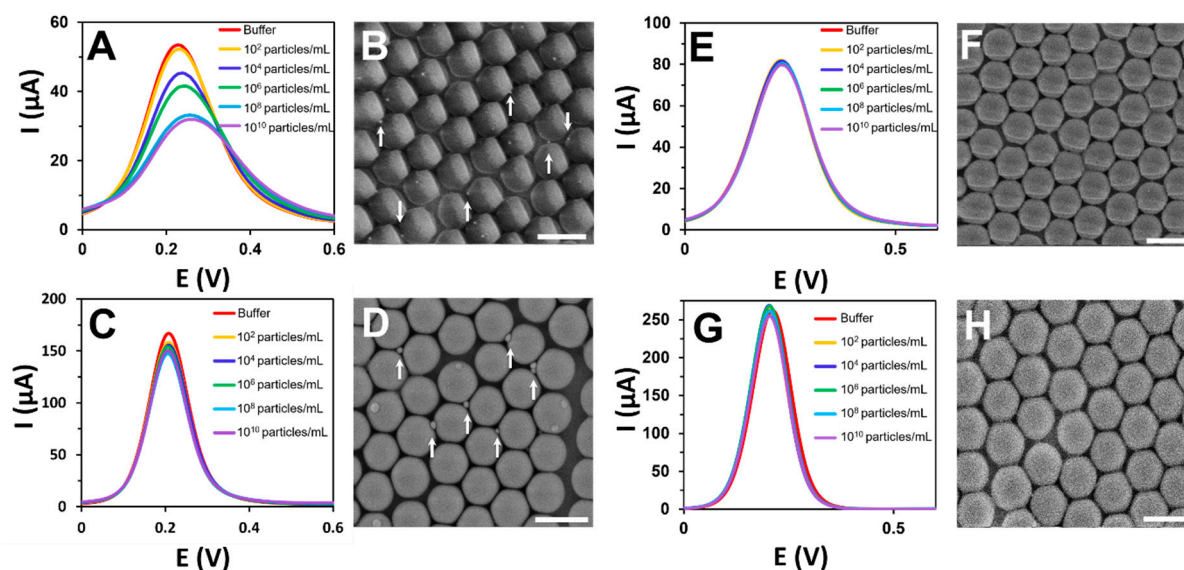 A
I (µA)
60
40
20
0
0
0.2
0.4
0.6
E (V)
Buffer
10² particles/mL
10⁴ particles/mL
10⁶ particles/mL
10⁸ particles/mL
10¹⁰ particles/mL
B
C
I (µA)
200
150
100
50
0
0
0.2
0.4
0.6
E (V)
Buffer
10² particles/mL
10⁴ particles/mL
10⁶ particles/mL
10⁸ particles/mL
10¹⁰ particles/mL
D
E
I (µA)
100
80
60
40
20
0
0
0.5
E (V)
Buffer
10² particles/mL
10⁴ particles/mL
10⁶ particles/mL
10⁸ particles/mL
10¹⁰ particles/mL
F
G
I (µA)
250
200
150
100
50
0
0
0.5
E (V)
Buffer
10² particles/mL
10⁴ particles/mL
10⁶ particles/mL
10⁸ particles/mL
10¹⁰ particles/mL
H